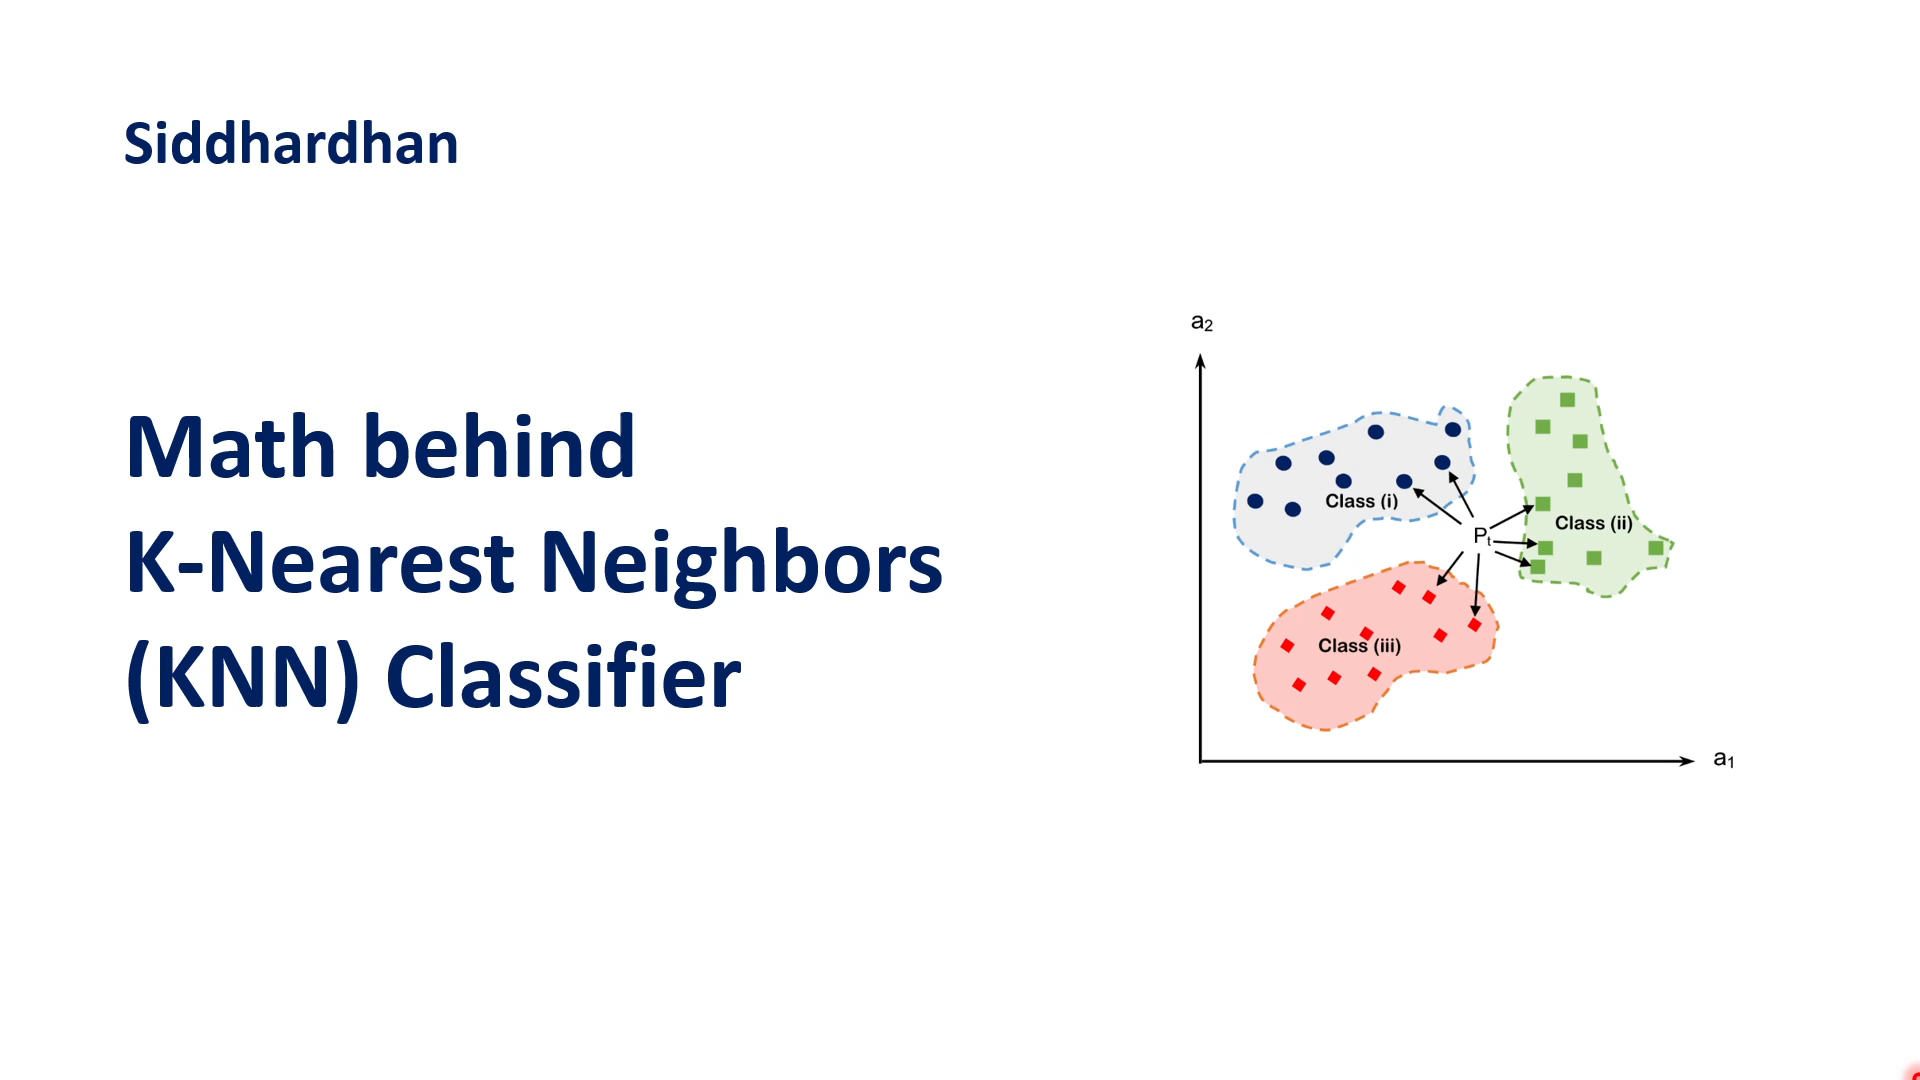 Siddhardhan
Math behind
K-Nearest Neighbors
(KNN) Classifier
a₂
Class (i)
Class (ii)
Pₜ
Class (iii)
a₁